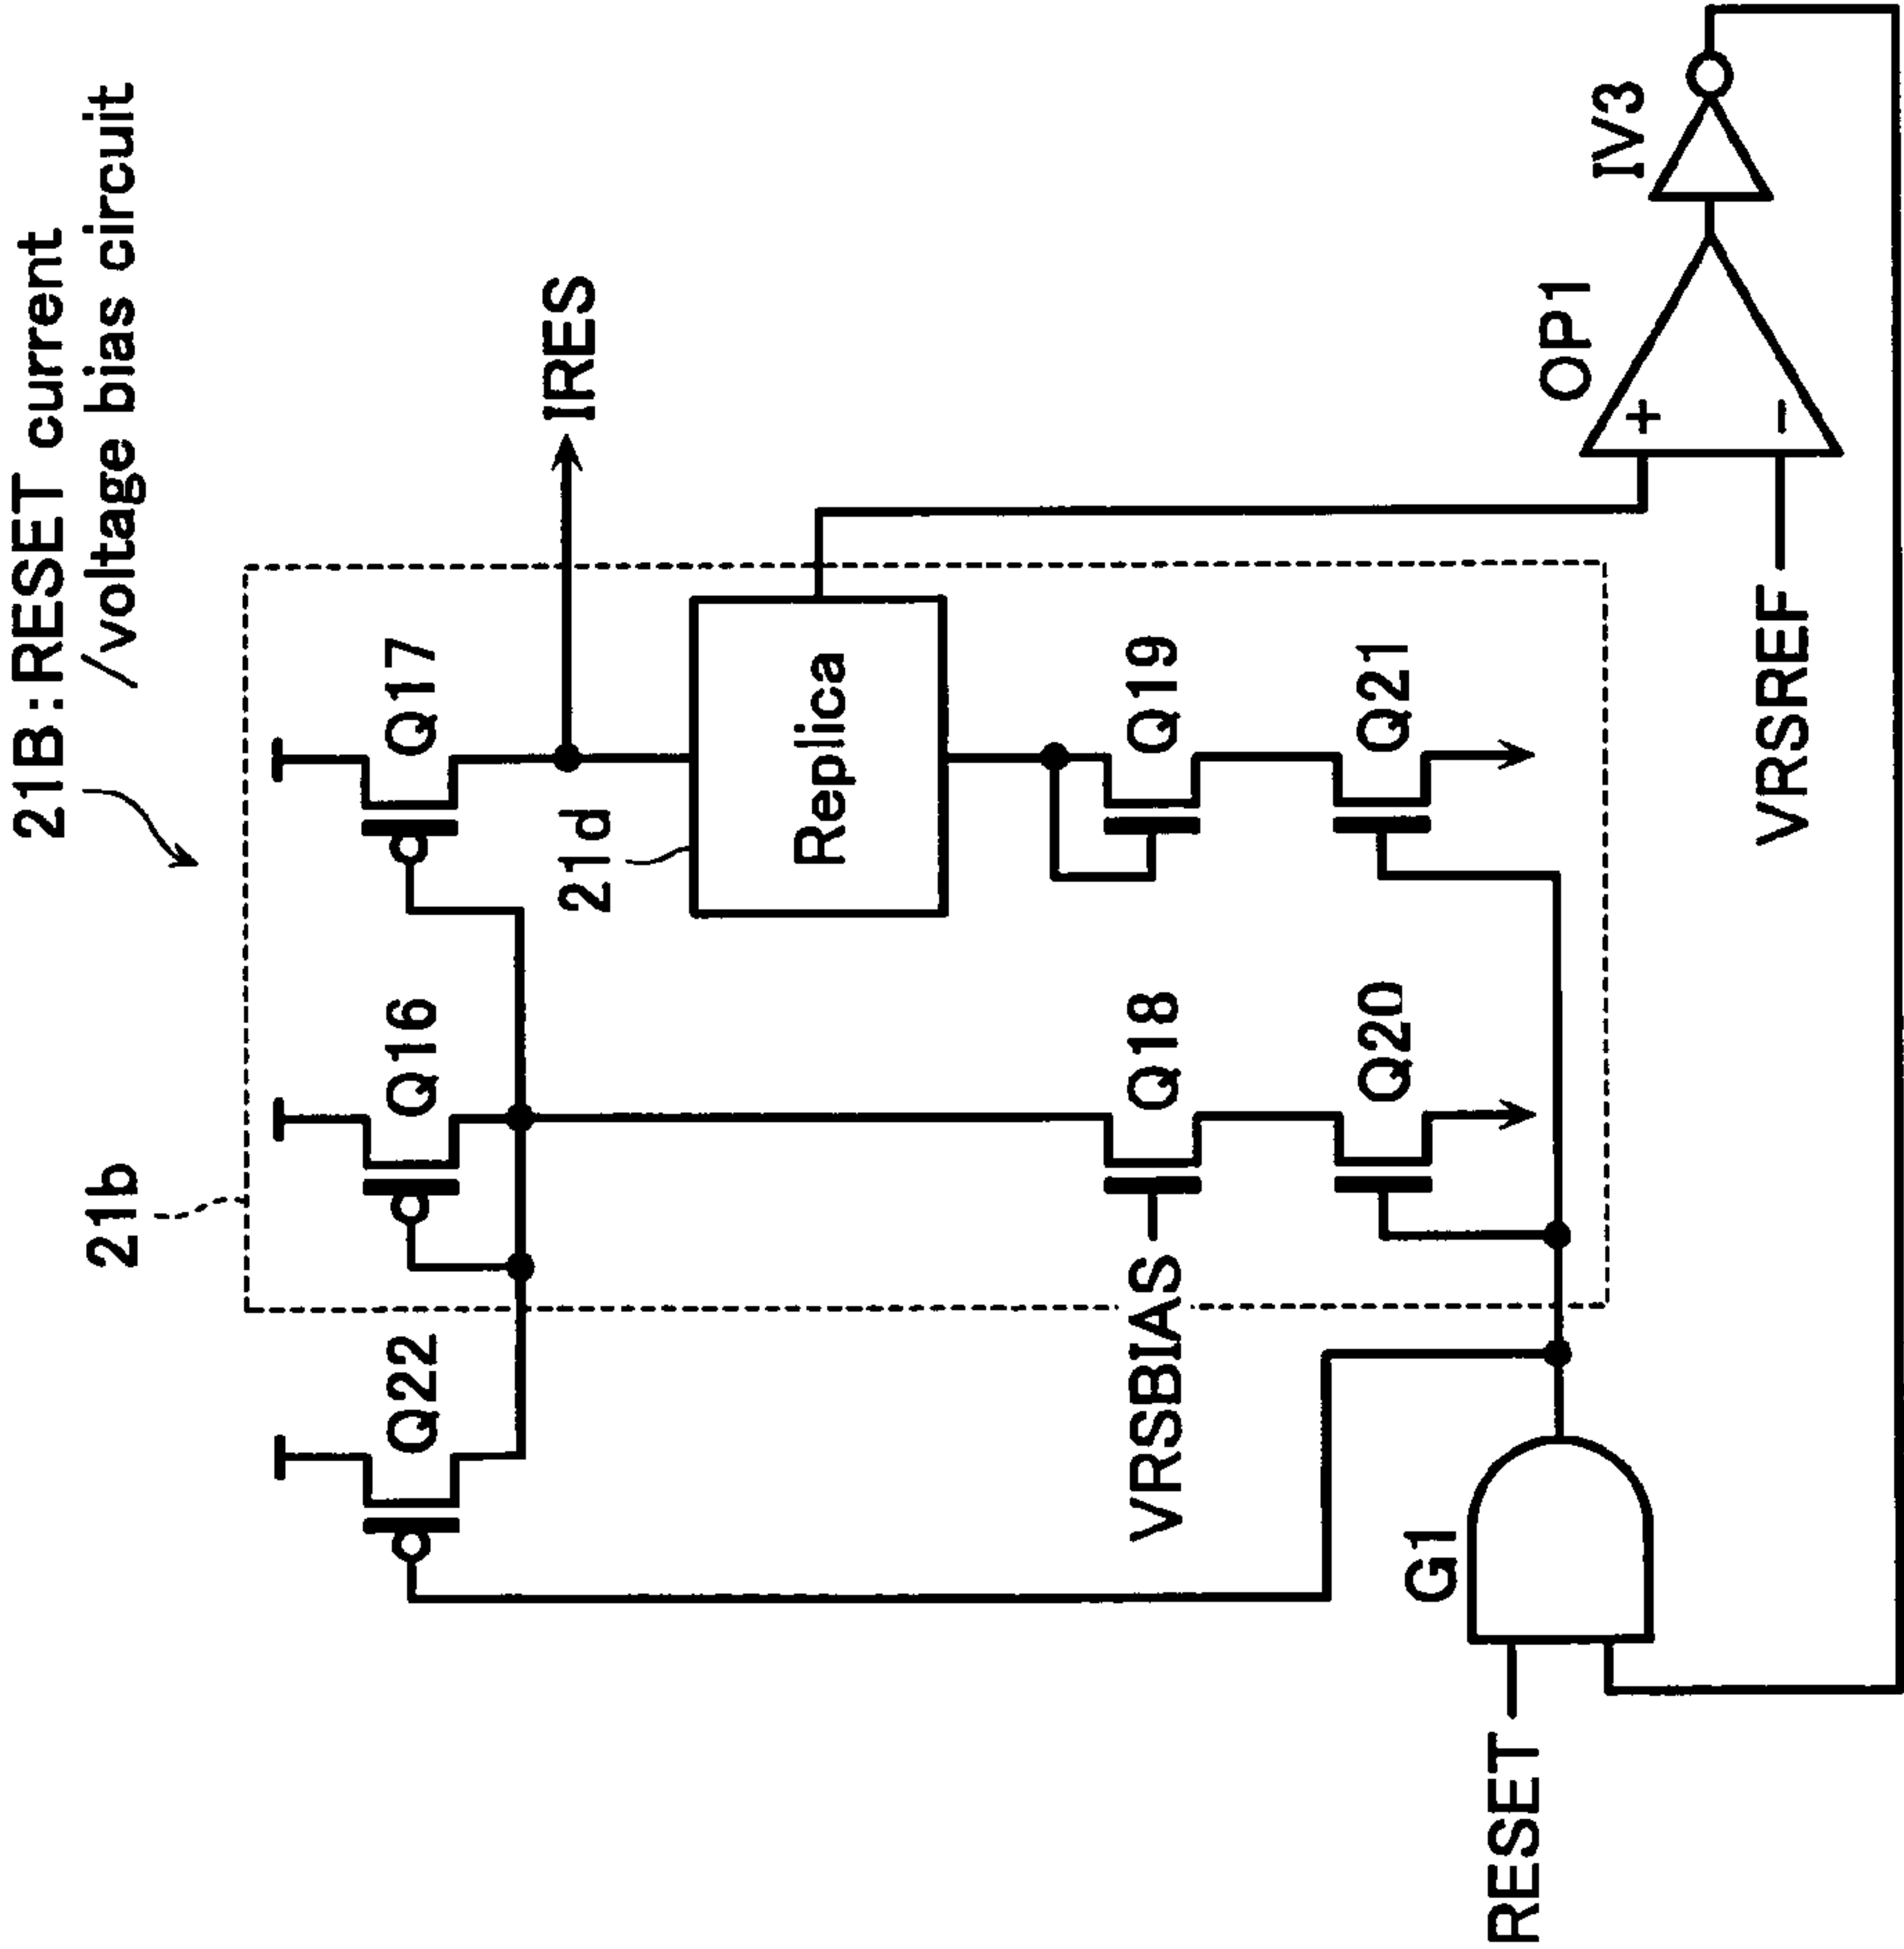 21B:RESET current
/voltage bias circuit
21b
Q22
Q16
Q17
IRES
21d
Replica
VRSBIAS
Q18
Q19
Q20
Q21
G1
RESET
OP1
IV3
+
−
VRSREF